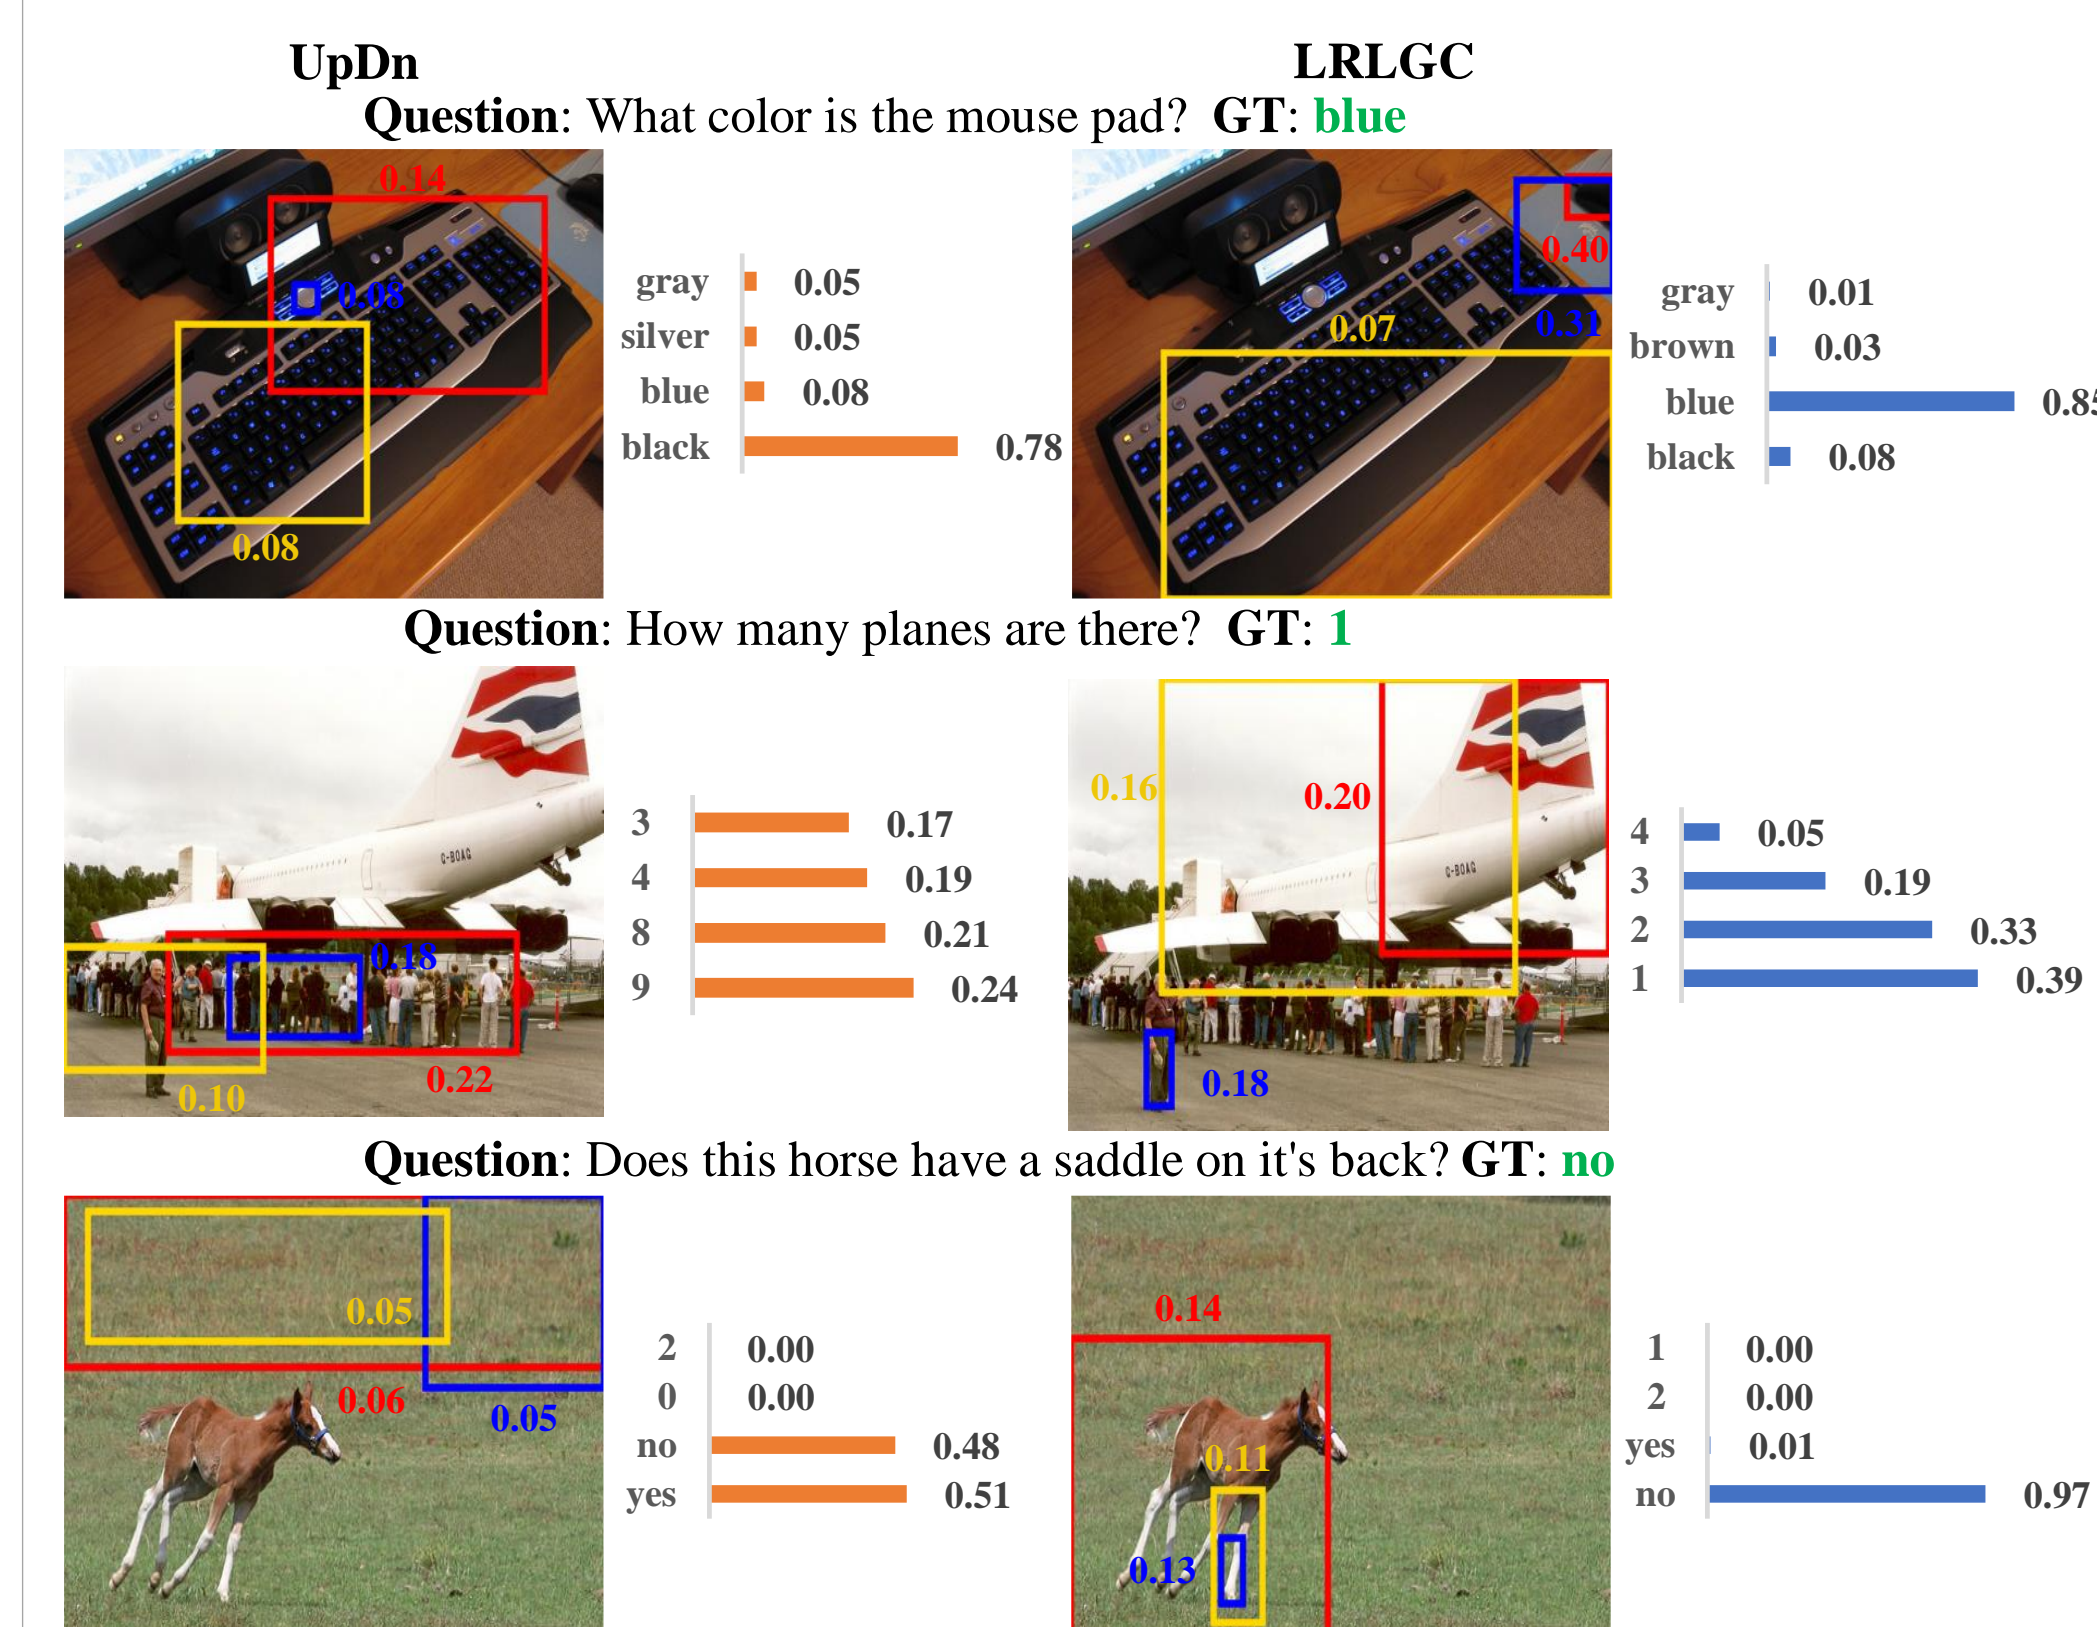 UpDn
LRLGC
Question: What color is the mouse pad? GT: blue
0.14
0.08
0.08
gray 0.05
silver 0.05
blue 0.08
black 0.78
0.40
0.31
0.07
gray 0.01
brown 0.03
blue 0.85
black 0.08
Question: How many planes are there? GT: 1
G-BOAG
0.18
0.22
0.10
3 0.17
4 0.19
8 0.21
9 0.24
0.16
0.20
G-BOAG
0.18
4 0.05
3 0.19
2 0.33
1 0.39
Question: Does this horse have a saddle on it's back? GT: no
0.05
0.06
0.05
2 0.00
0 0.00
no 0.48
yes 0.51
0.14
0.11
0.13
1 0.00
2 0.00
yes 0.01
no 0.97